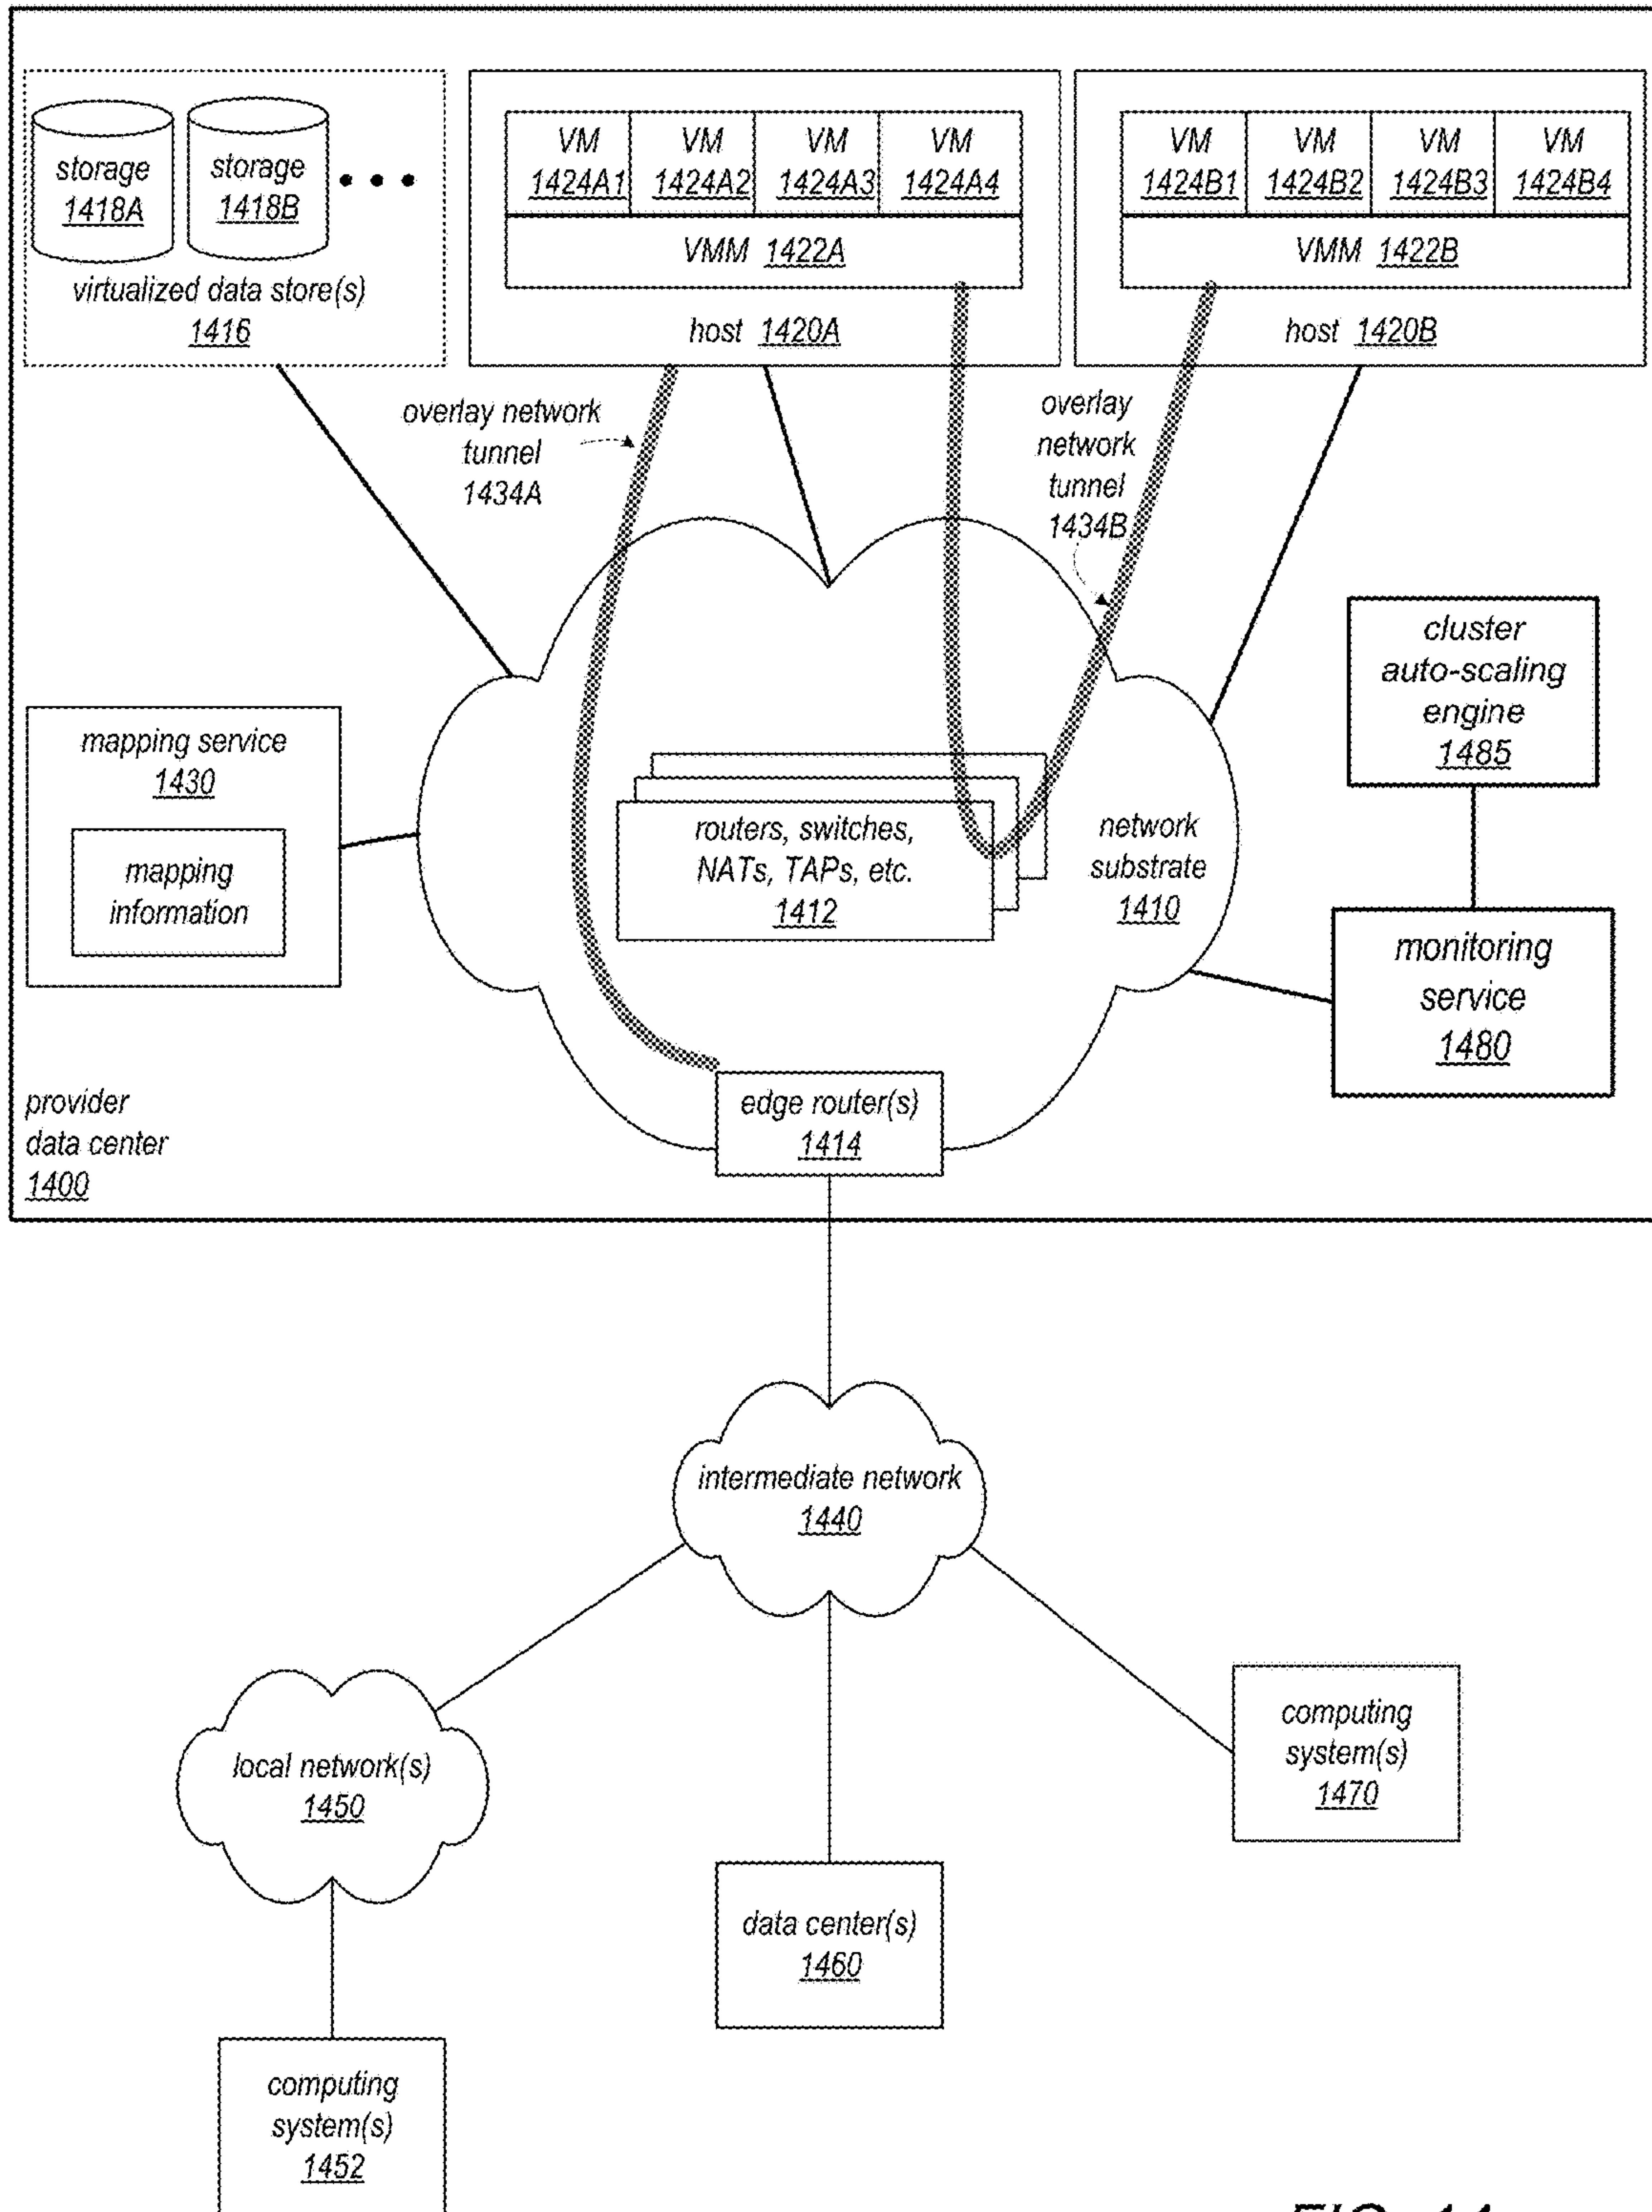 storage
1418A
storage
1418B
virtualized data store(s)
1416
VM
1424A1
VM
1424A2
VM
1424A3
VM
1424A4
VMM 1422A
host 1420A
VM
1424B1
VM
1424B2
VM
1424B3
VM
1424B4
VMM 1422B
host 1420B
overlay network
tunnel
1434A
overlay
network
tunnel
1434B
cluster
auto-scaling
engine
1485
mapping service
1430
mapping
information
routers, switches,
NATs, TAPs, etc.
1412
network
substrate
1410
monitoring
service
1480
edge router(s)
1414
provider
data center
1400
intermediate network
1440
local network(s)
1450
computing
system(s)
1470
data center(s)
1460
computing
system(s)
1452